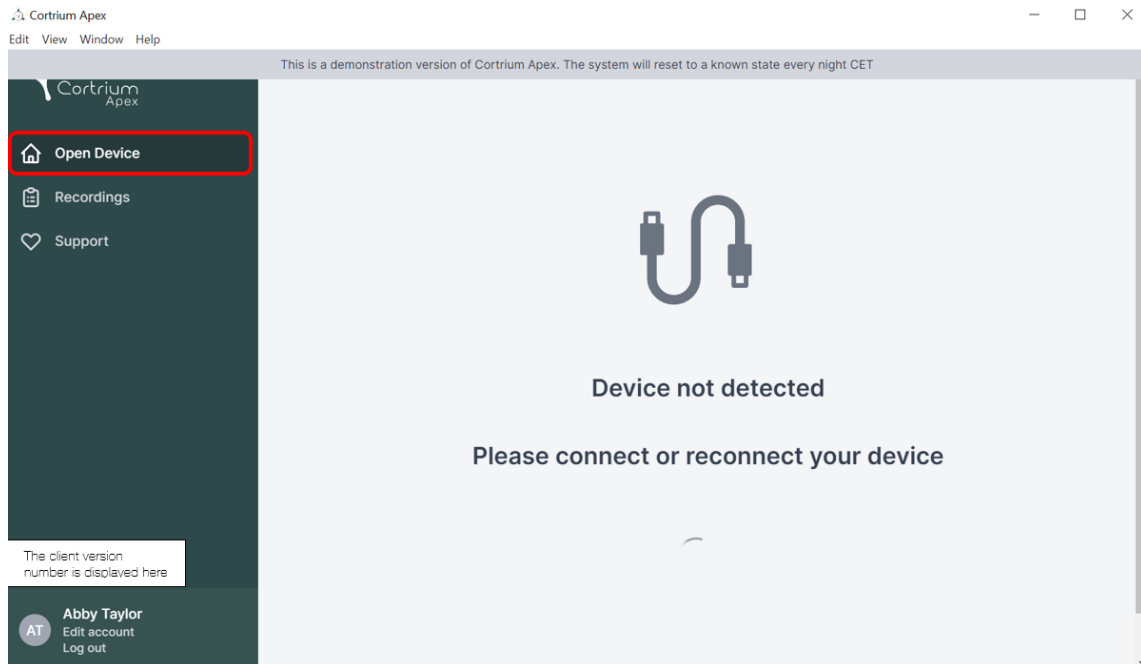 Cortrium Apex
Edit View Window Help
This is a demonstration version of Cortrium Apex. The system will reset to a known state every night CET
Cortrium
Apex
Open Device
Recordings
Support
Device not detected
Please connect or reconnect your device
The client version
number is displayed here
AT
Abby Taylor
Edit account
Log out